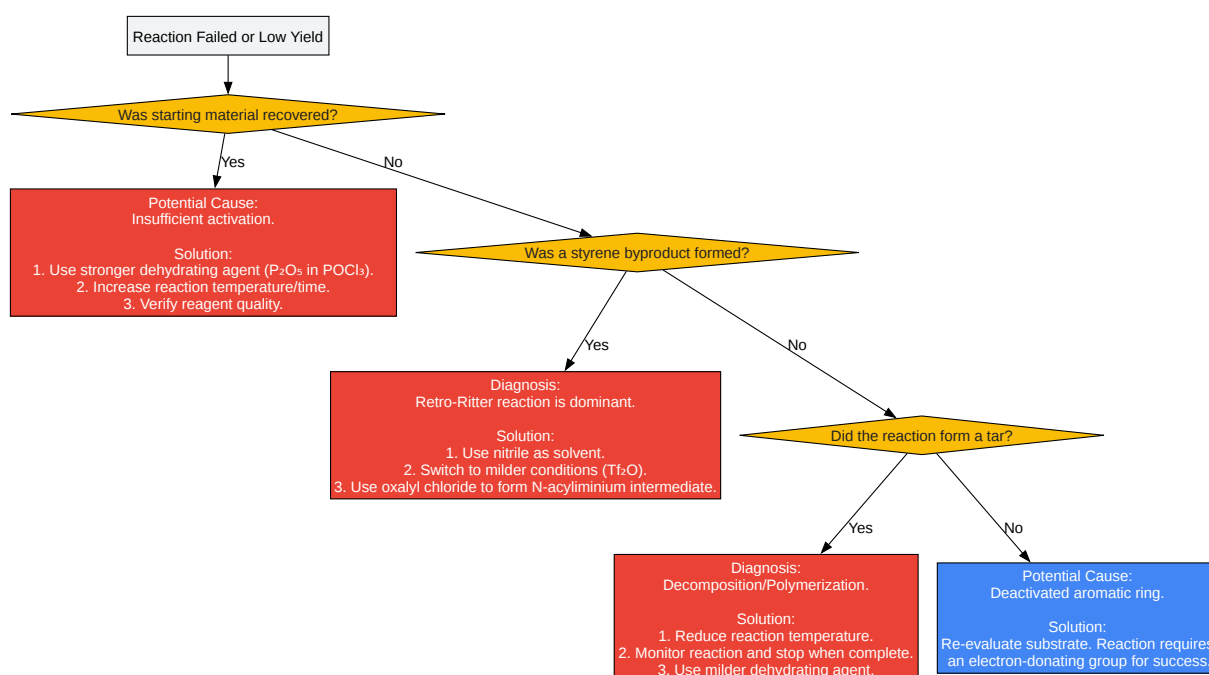 Reaction Failed or Low Yield
Was starting material recovered?
Yes
No
Potential Cause:
Insufficient activation.
Solution:
1. Use stronger dehydrating agent (P₂O₅ in POCl₃).
2. Increase reaction temperature/time.
3. Verify reagent quality.
Was a styrene byproduct formed?
Yes
No
Diagnosis:
Retro-Ritter reaction is dominant.
Solution:
1. Use nitrile as solvent.
2. Switch to milder conditions (Tf₂O).
3. Use oxalyl chloride to form N-acyliminium intermediate.
Did the reaction form a tar?
Yes
No
Diagnosis:
Decomposition/Polymerization.
Solution:
1. Reduce reaction temperature.
2. Monitor reaction and stop when complete.
3. Use milder dehydrating agent.
Potential Cause:
Deactivated aromatic ring.
Solution:
Re-evaluate substrate. Reaction requires
an electron-donating group for success.